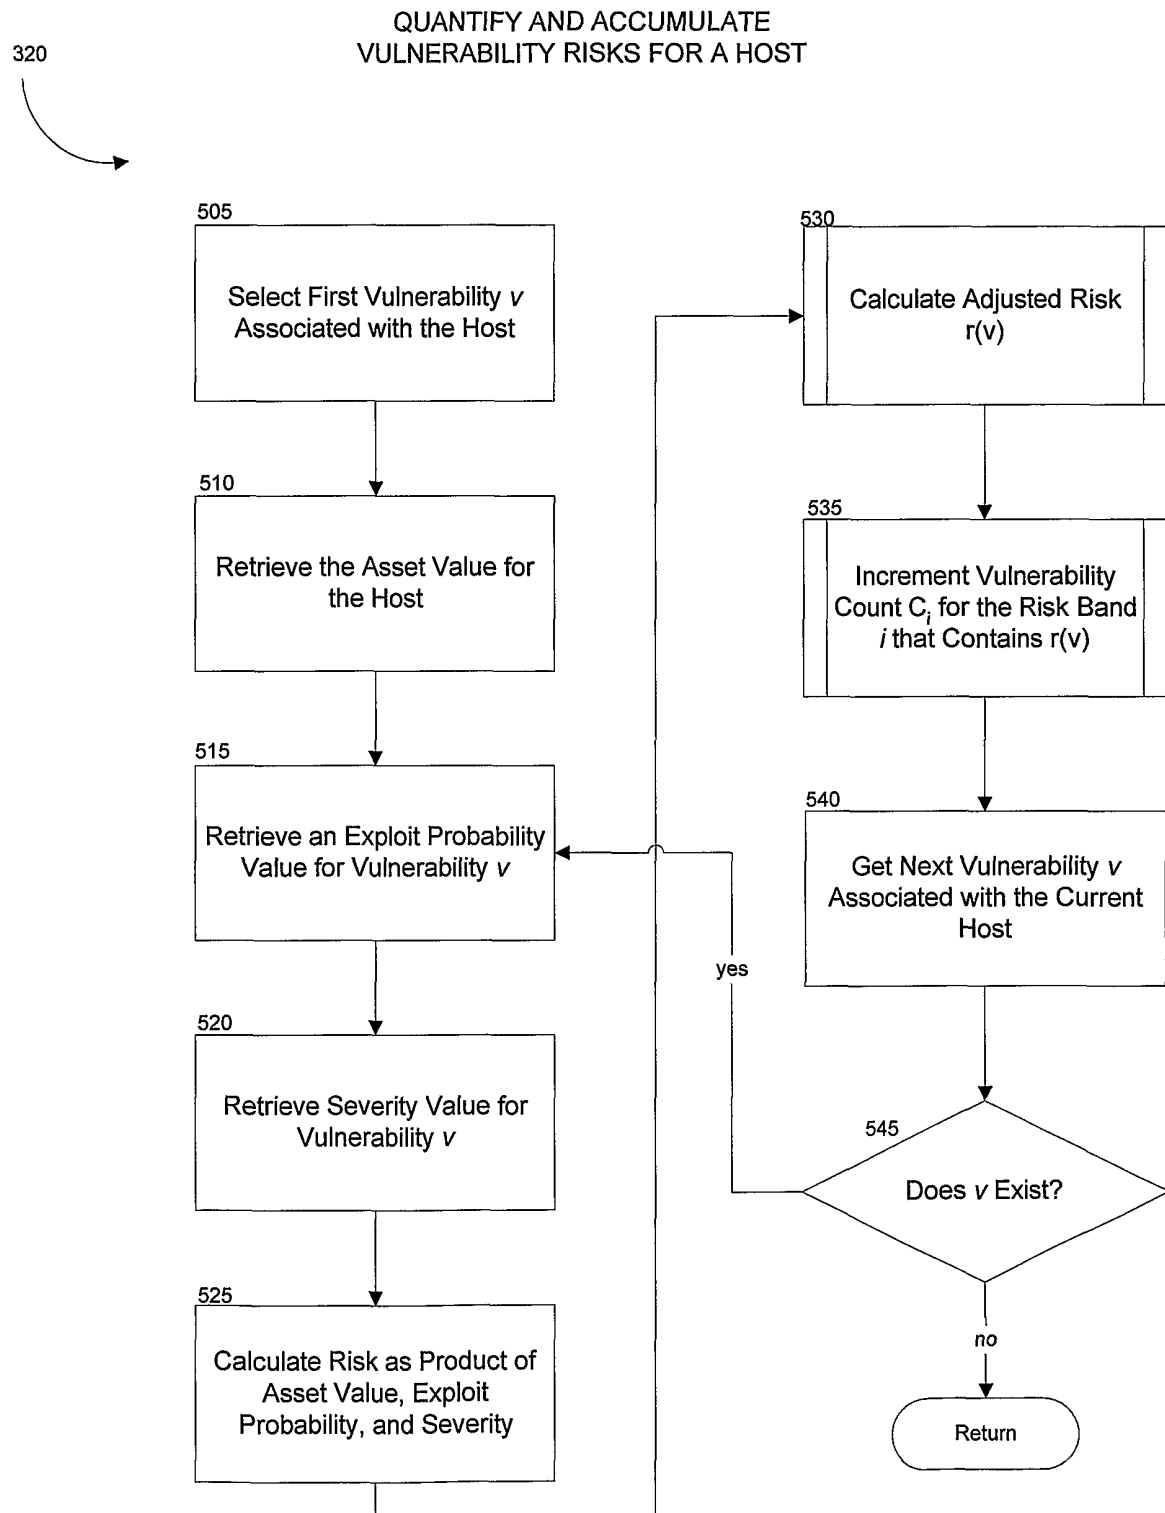 QUANTIFY AND ACCUMULATE
VULNERABILITY RISKS FOR A HOST
320
505
Select First Vulnerability v
Associated with the Host
510
Retrieve the Asset Value for
the Host
515
Retrieve an Exploit Probability
Value for Vulnerability v
520
Retrieve Severity Value for
Vulnerability v
525
Calculate Risk as Product of
Asset Value, Exploit
Probability, and Severity
530
Calculate Adjusted Risk
r(v)
535
Increment Vulnerability
Count Ci for the Risk Band
i that Contains r(v)
540
Get Next Vulnerability v
Associated with the Current
Host
545
Does v Exist?
yes
no
Return